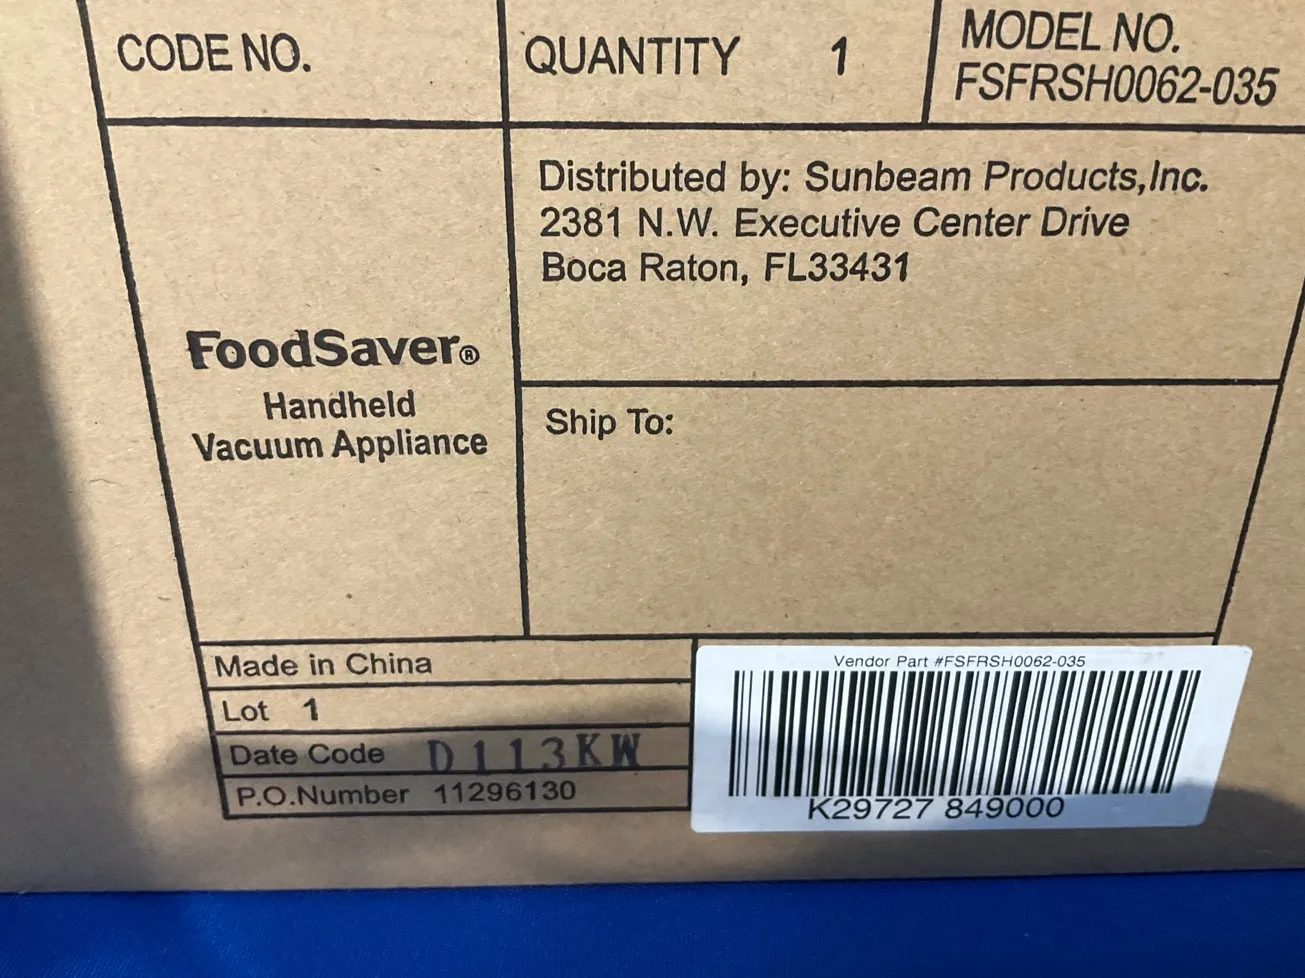 CODE NO.
QUANTITY 1
MODEL NO.
FSFRSH0062-035
Distributed by: Sunbeam Products,Inc.
2381 N.W. Executive Center Drive
Boca Raton, FL33431
FoodSaver®
Handheld
Vacuum Appliance
Ship To:
Made in China
Lot 1
Date Code D113KW
P.O.Number 11296130
Vendor Part #FSFRSH0062-035
K29727 849000